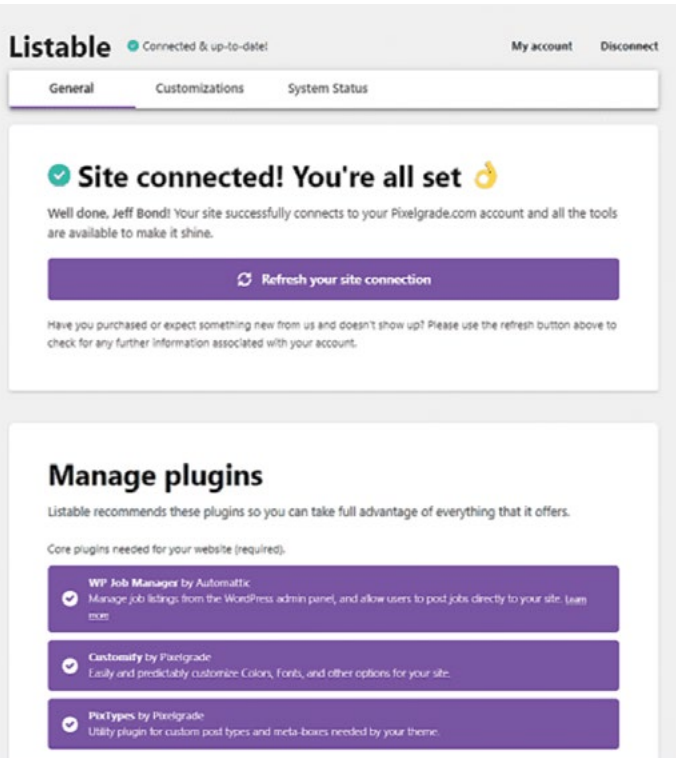 Listable Connected & up-to-date! My account Disconnect
General Customizations System Status
Site connected! You're all set 👌
Well done, Jeff Bond! Your site successfully connects to your Pixelgrade.com account and all the tools
are available to make it shine.
Refresh your site connection
Have you purchased or expect something new from us and doesn't show up? Please use the refresh button above to
check for any further information associated with your account.
Manage plugins
Listable recommends these plugins so you can take full advantage of everything that it offers.
Core plugins needed for your website (required).
WP Job Manager by Automattic
Manage job listings from the WordPress admin panel, and allow users to post jobs directly to your site. Learn
more
Customify by Pixelgrade
Easily and predictably customize Colors, Fonts, and other options for your site.
PixTypes by Pixelgrade
Utility plugin for custom post types and meta-boxes needed by your theme.